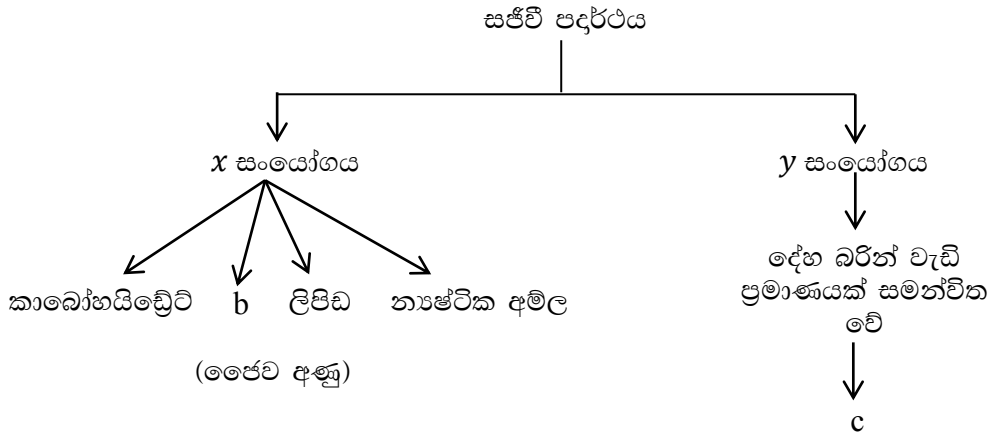 සජීවී පදාර්ථය
x සංයෝගය
y සංයෝගය
කාබෝහයිඩ්‍රේට්
b
ලිපිඩ
න්‍යෂ්ටික අම්ල
(ජෛව අණු)
දේහ බරින් වැඩි
ප්‍රමාණයක් සමන්විත
වේ
c